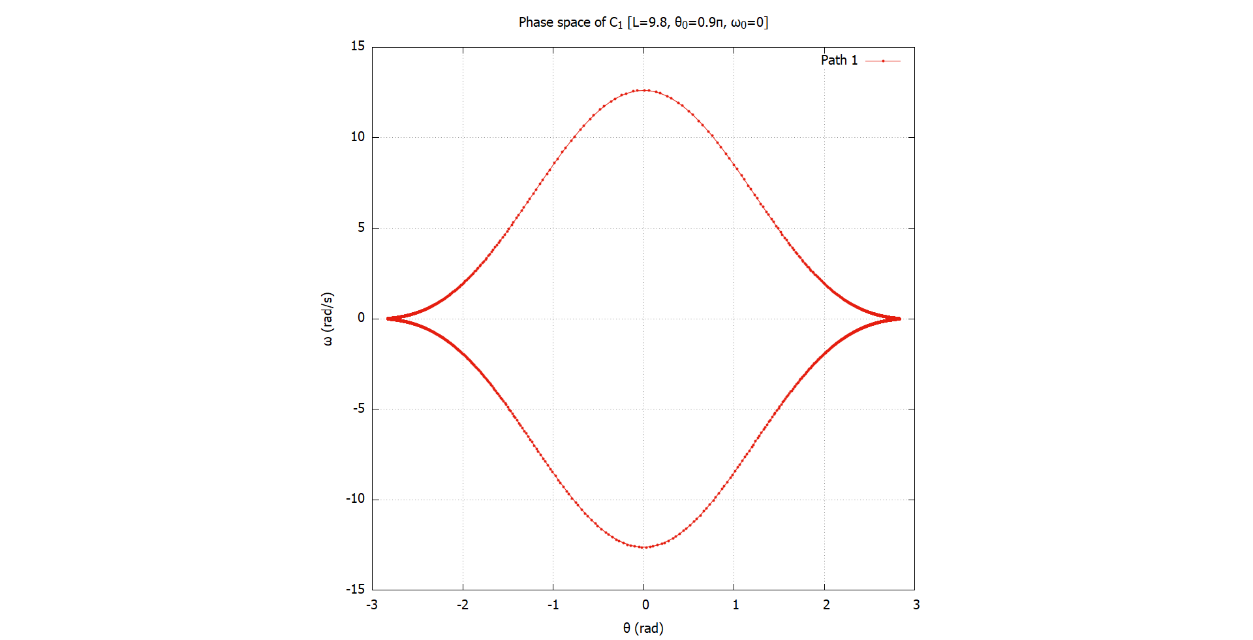 Phase space of C₁ [L=9.8, θ₀=0.9π, ω₀=0]
Path 1
15
10
5
0
-5
-10
-15
ω (rad/s)
-3 -2 -1 0 1 2 3
θ (rad)